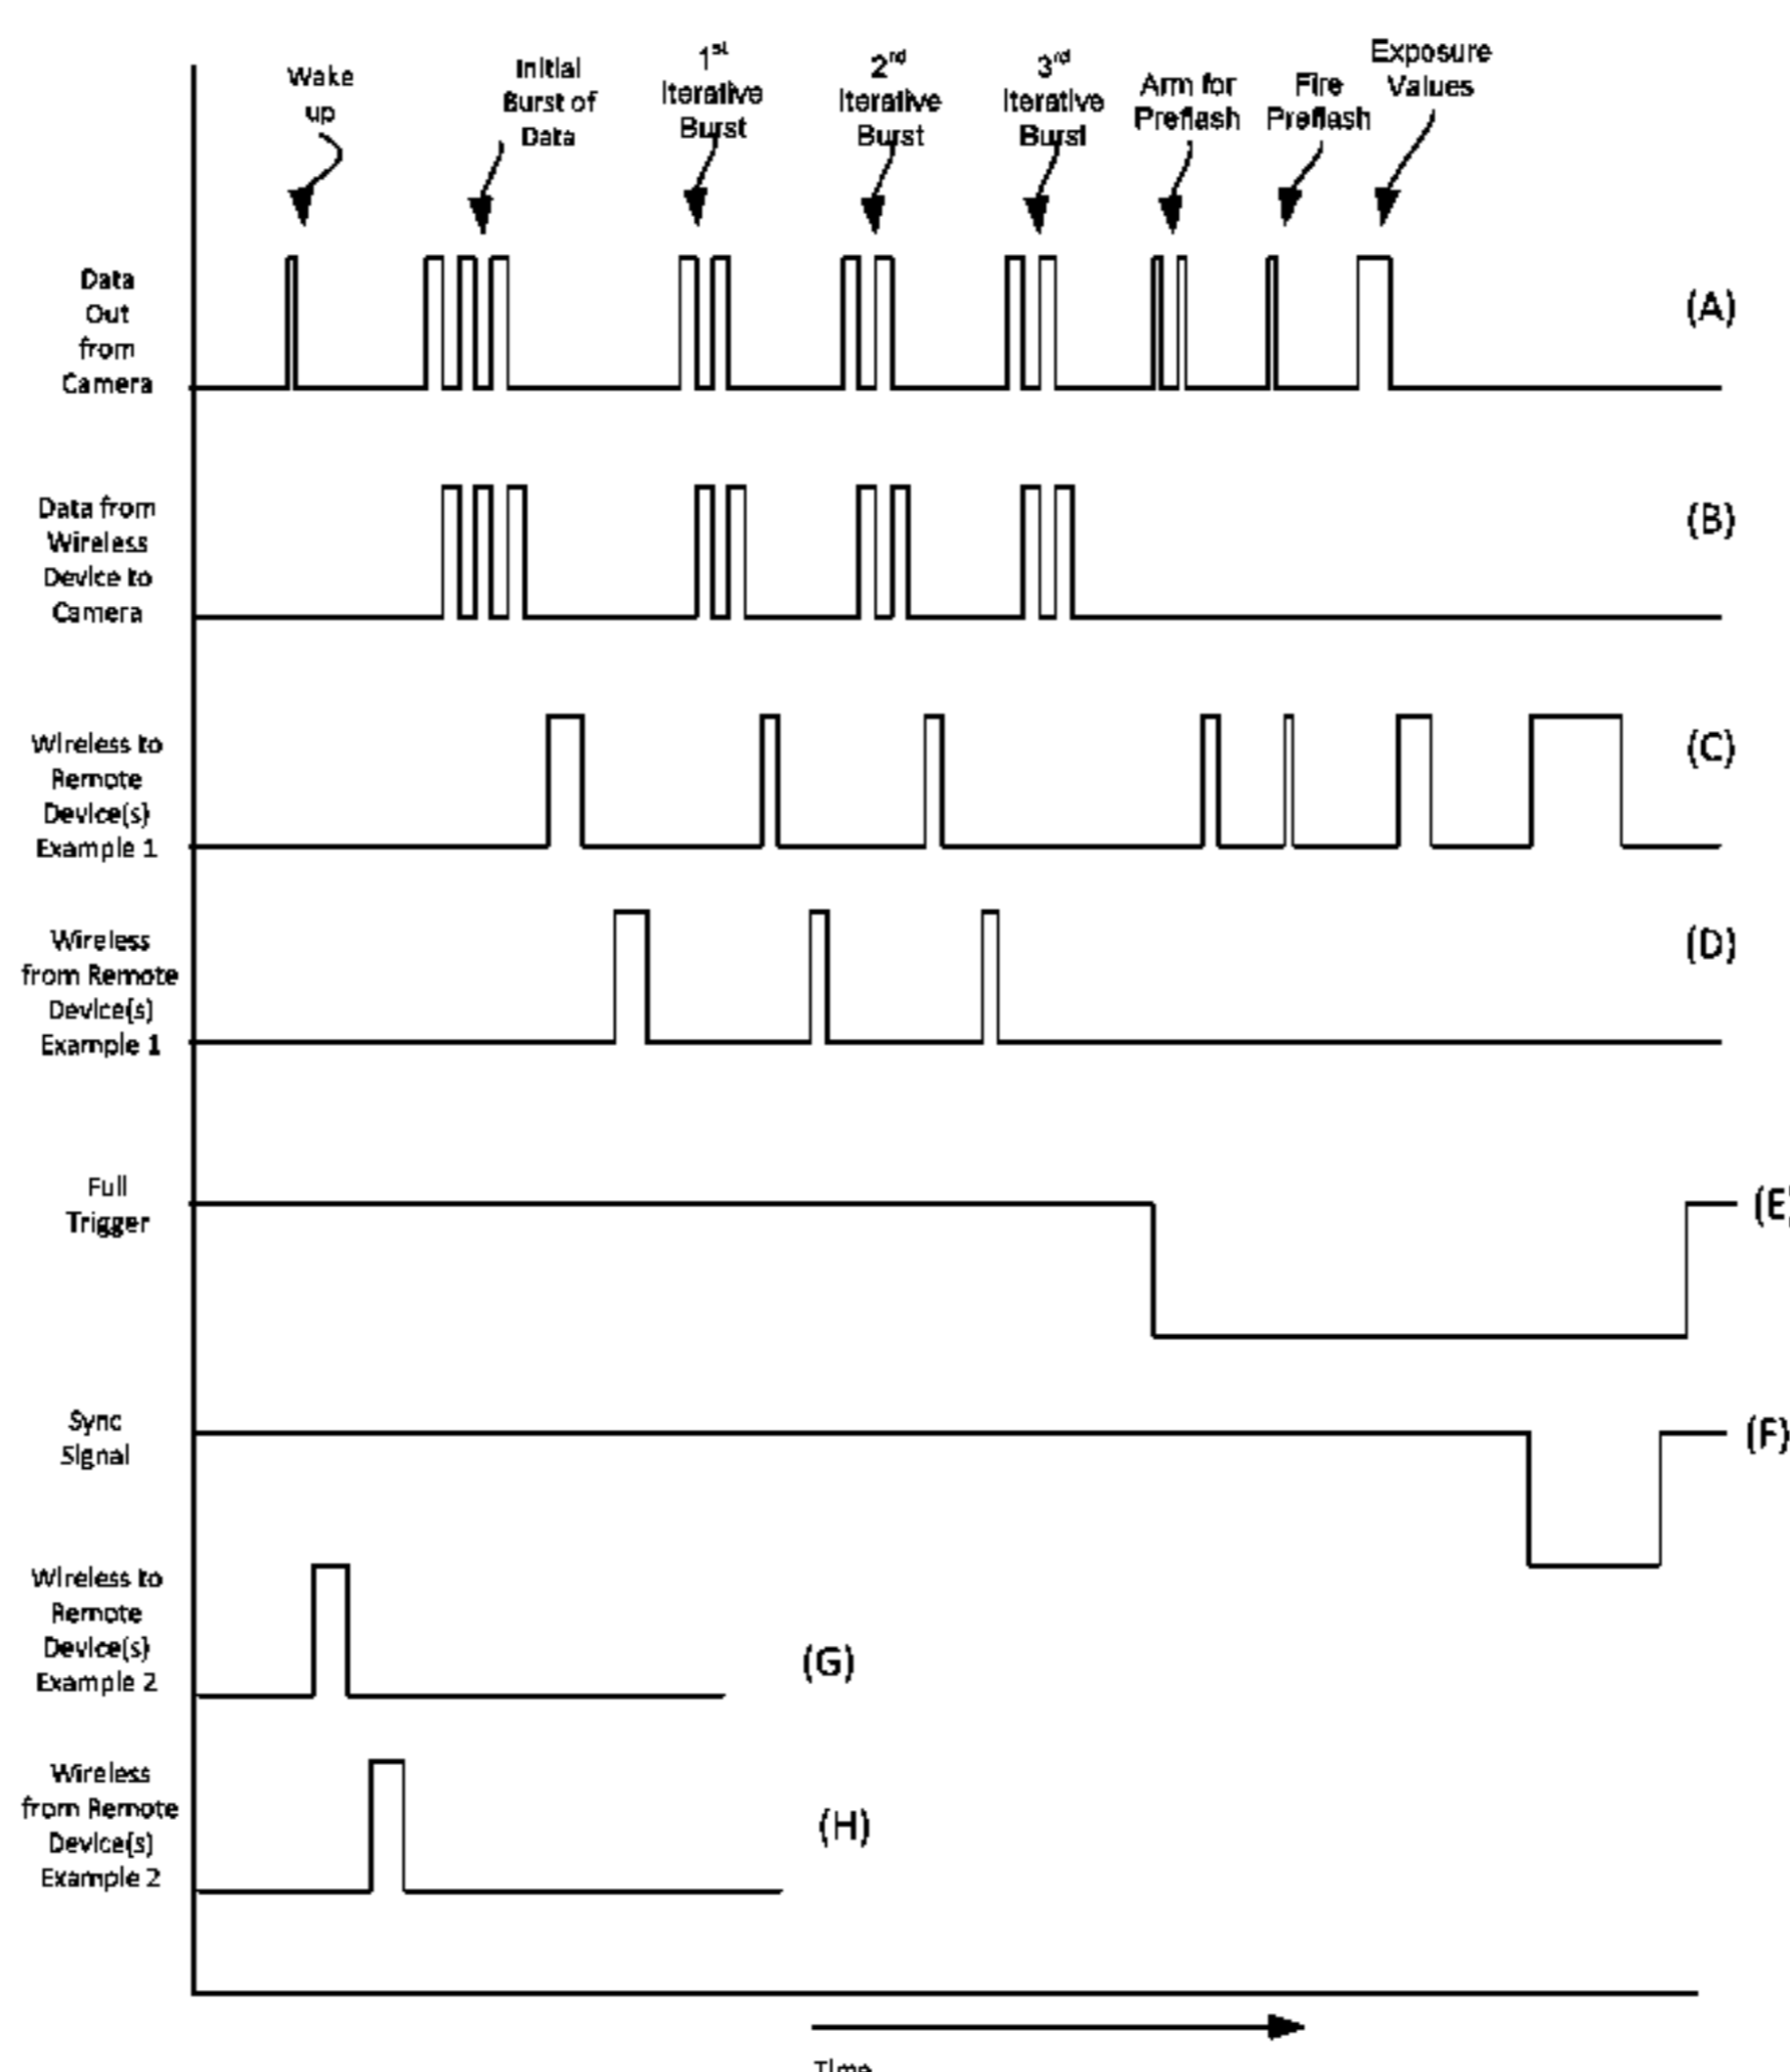 Wake
up
Initial
Burst of
Data
1st
Iterative
Burst
2nd
Iterative
Burst
3rd
Iterative
Burst
Arm for
Preflash
Fire
Preflash
Exposure
Values
Data
Out
from
Camera
(A)
Data from
Wireless
Device to
Camera
(B)
Wireless to
Remote
Device(s)
Example 1
(C)
Wireless
from Remote
Device(s)
Example 1
(D)
Full
Trigger
(E)
Sync
Signal
(F)
Wireless to
Remote
Device(s)
Example 2
(G)
Wireless
from Remote
Device(s)
Example 2
(H)
Time